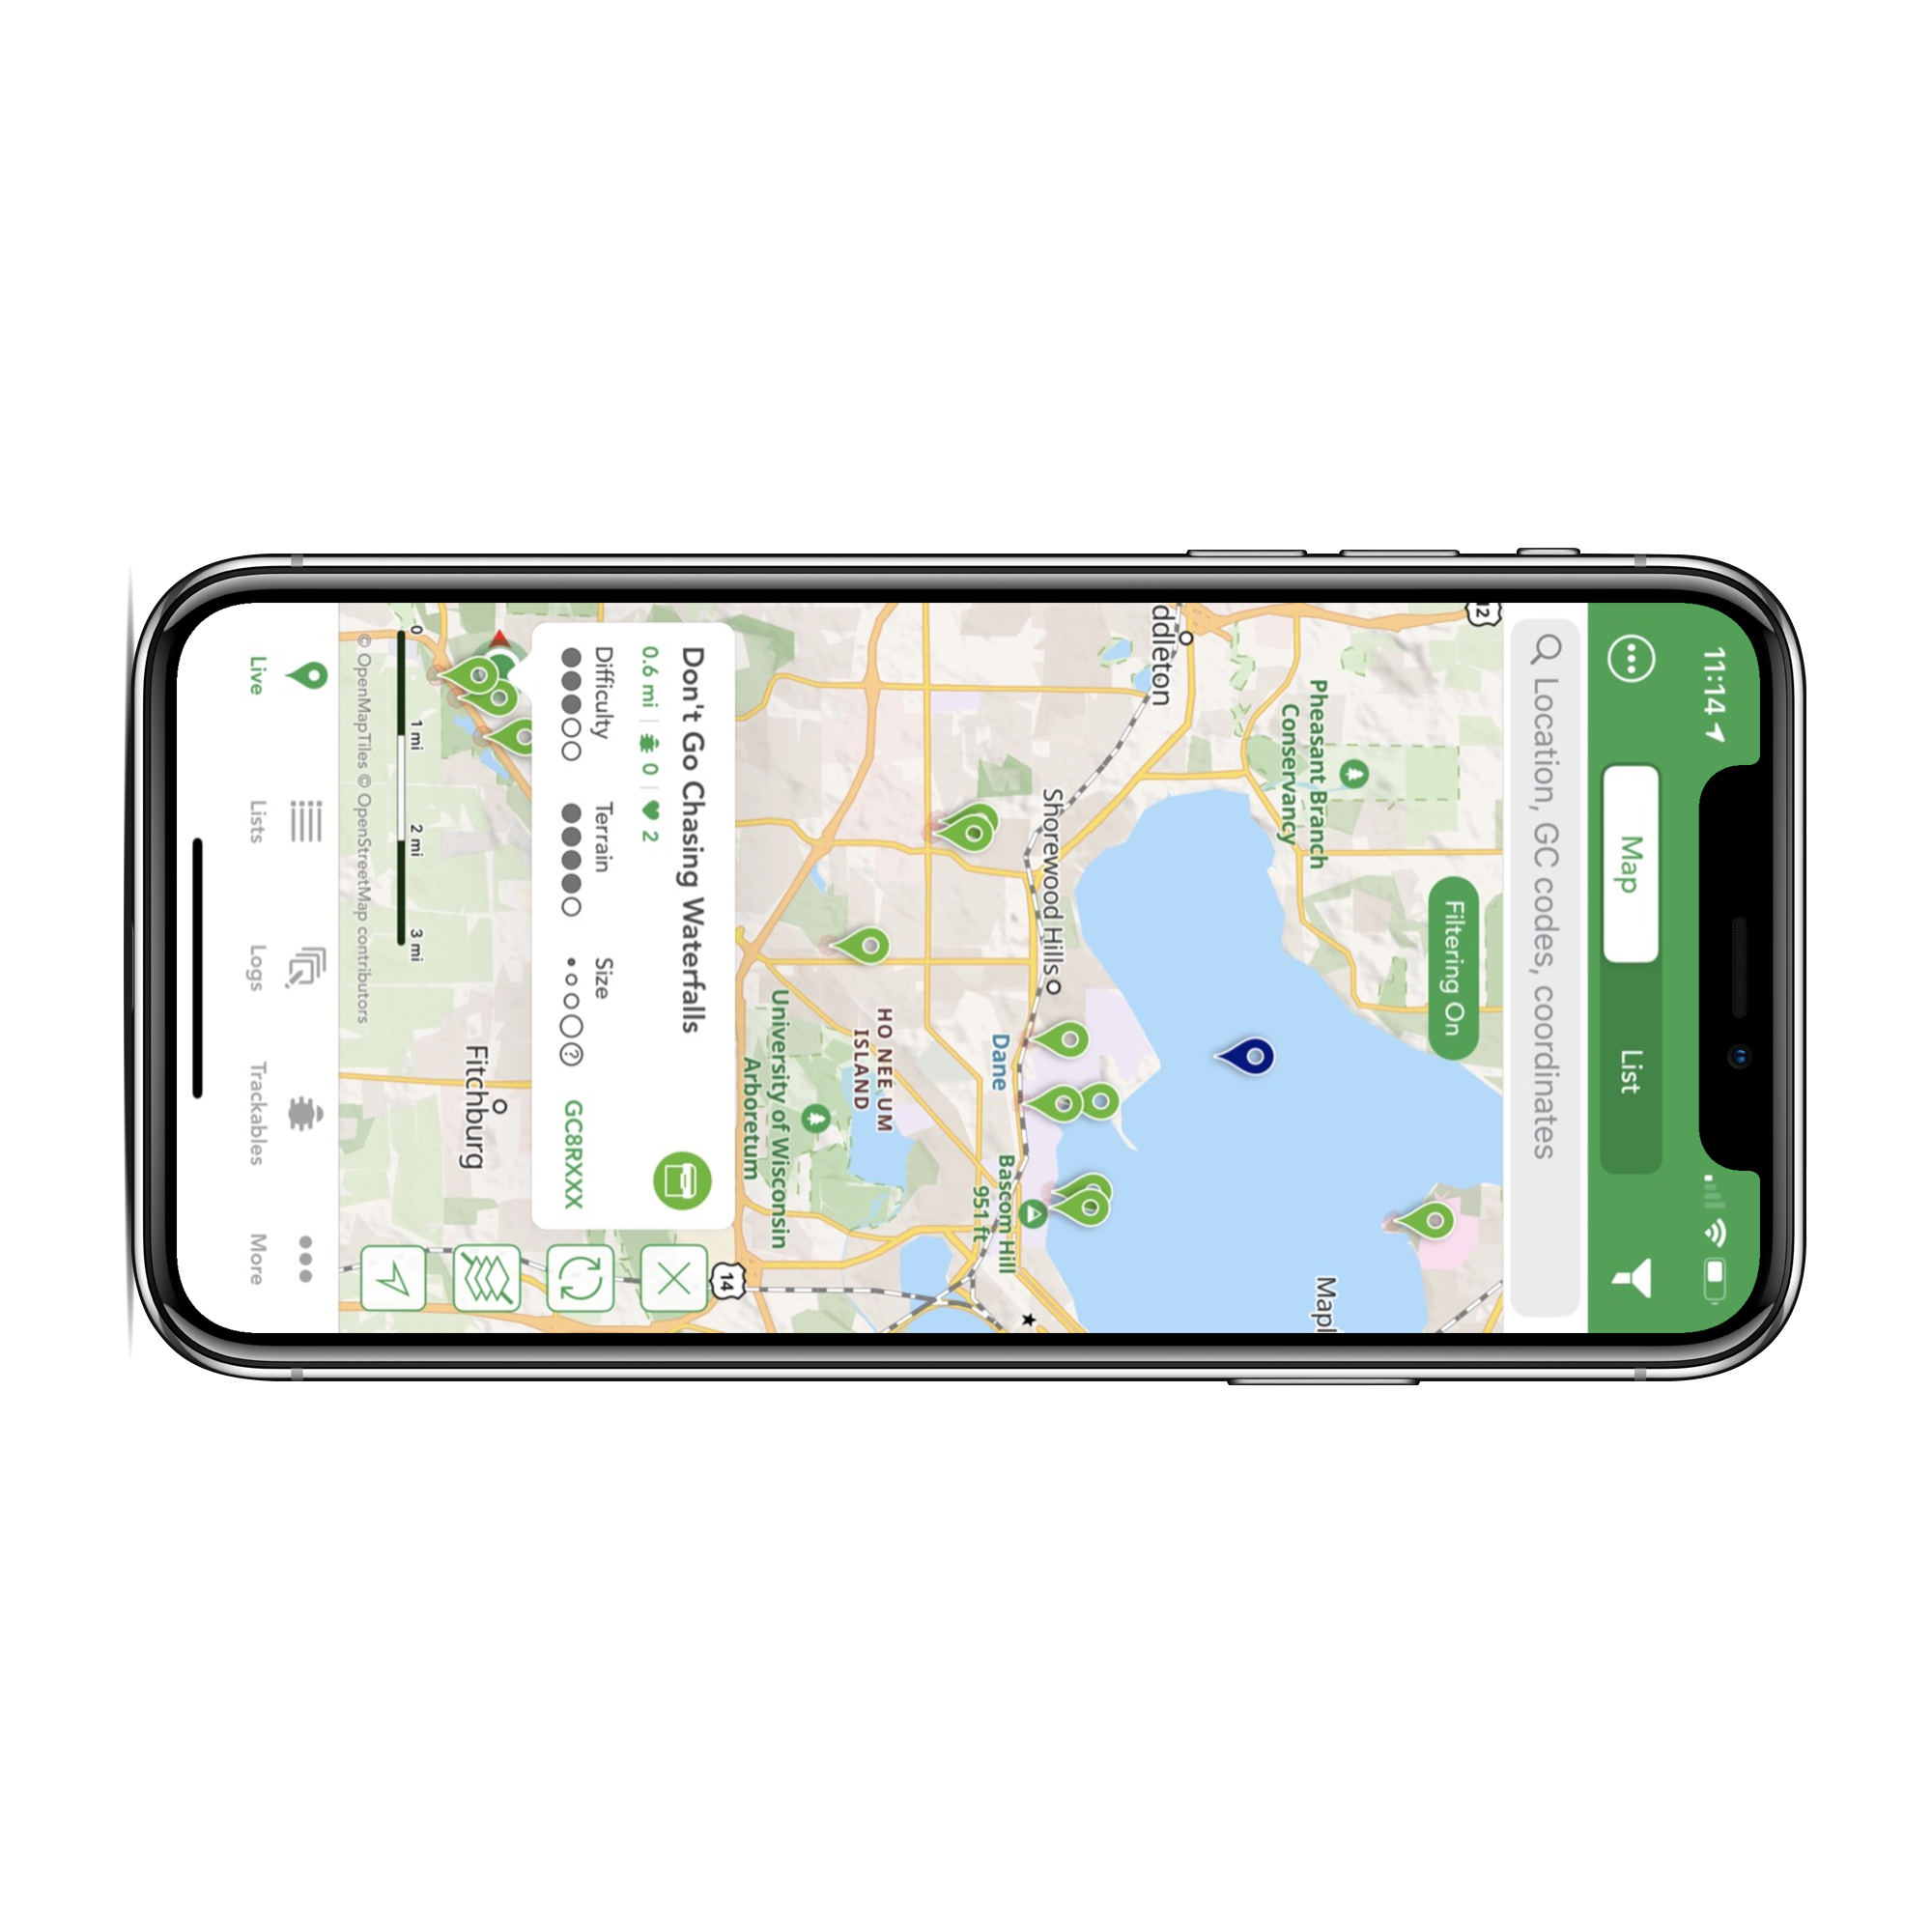 11:14
Map
List
Location, GC codes, coordinates
Filtering On
12
Pheasant Branch
Conservancy
Mapl
ddleton
Shorewood Hills
Dane
Bascom Hill
951 ft
HO NEE UM
ISLAND
University of Wisconsin
Arboretum
14
Don't Go Chasing Waterfalls
0.6 mi | 0 | 2
Difficulty
Terrain
Size
?
GC8RXXX
Fitchburg
0
1 mi
2 mi
3 mi
© OpenMapTiles © OpenStreetMap contributors
Live
Lists
Logs
Trackables
More